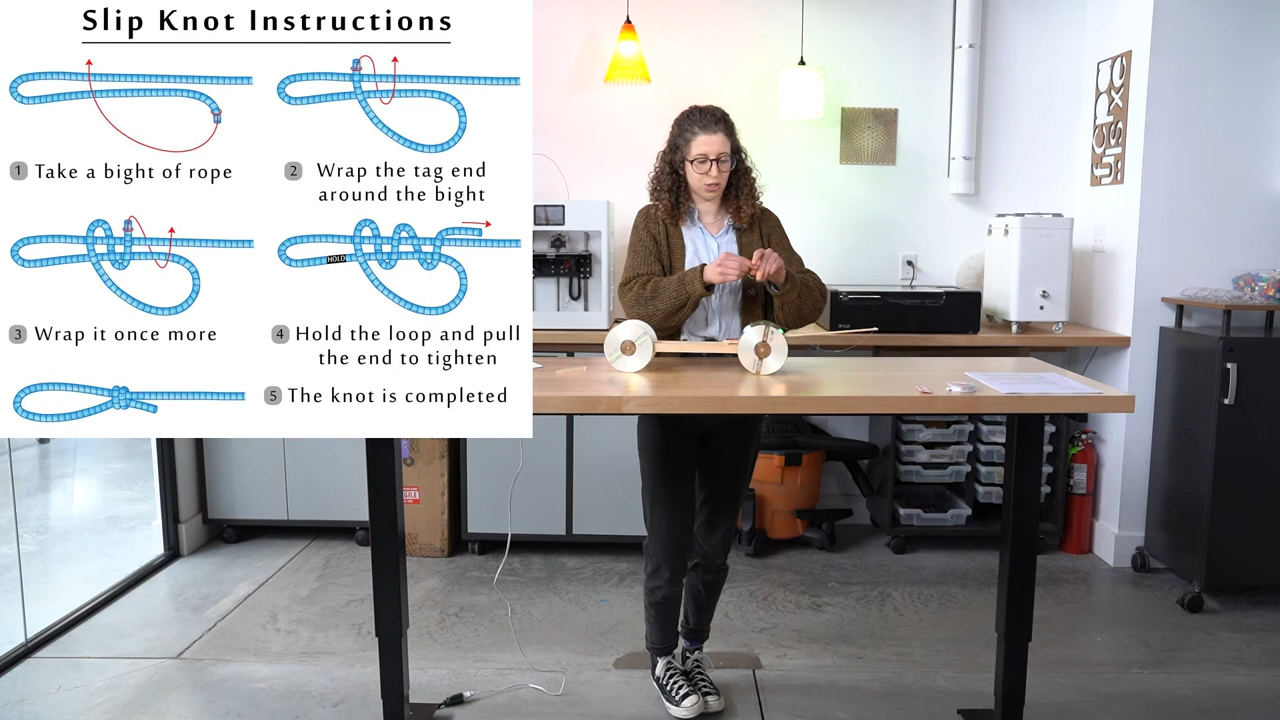 Slip Knot Instructions
1 Take a bight of rope
2 Wrap the tag end
around the bight
3 Wrap it once more
HOLD
4 Hold the loop and pull
the end to tighten
5 The knot is completed